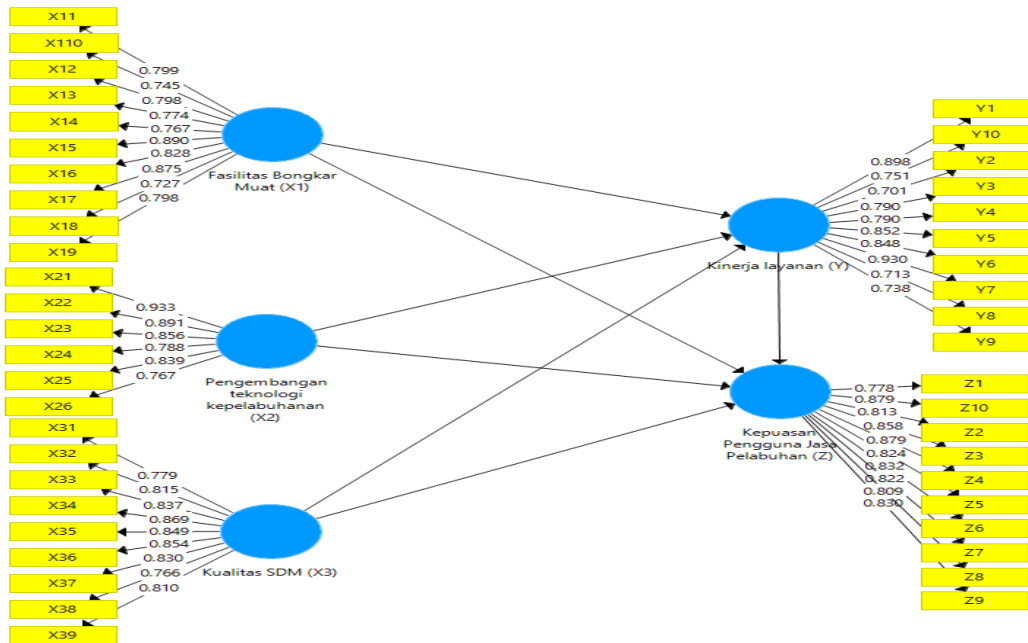 X11
X110
X12
X13
X14
X15
X16
X17
X18
X19
0.799
0.745
0.798
0.774
0.767
0.890
0.828
0.875
0.727
0.798
Fasilitas Bongkar
Muat (X1)
X21
X22
X23
X24
X25
X26
0.933
0.891
0.856
0.788
0.839
0.767
Pengembangan
teknologi
kepelabuhanan
(X2)
X31
X32
X33
X34
X35
X36
X37
X38
X39
0.779
0.815
0.837
0.869
0.849
0.854
0.830
0.766
0.810
Kualitas SDM (X3)
Y1
Y10
Y2
Y3
Y4
Y5
Y6
Y7
Y8
Y9
0.898
0.751
0.701
0.790
0.790
0.852
0.848
0.930
0.713
0.738
Kinerja layanan (Y)
Z1
Z10
Z2
Z3
Z4
Z5
Z6
Z7
Z8
Z9
0.778
0.879
0.813
0.858
0.879
0.824
0.832
0.822
0.809
0.830
Kepuasan
Pengguna Jasa
Pelabuhan (Z)